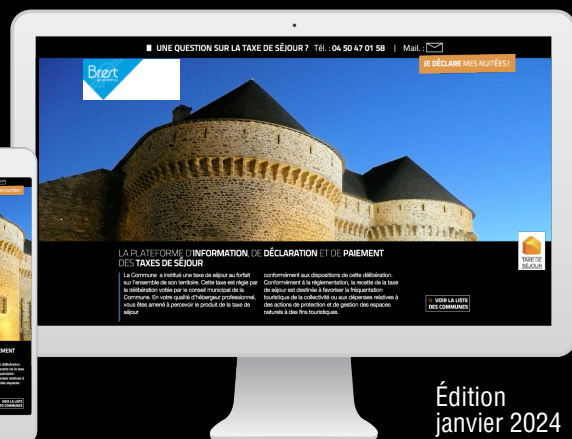 UNE QUESTION SUR LA TAXE DE SÉJOUR ? Tél. : 04 50 47 01 58 | Mail. :
JE DÉCLARE MES NUITÉES !
Brest
LA PLATEFORME D'INFORMATION, DE DÉCLARATION ET DE PAIEMENT
DES TAXES DE SÉJOUR
La Commune a institué une taxe de séjour au forfait
sur l'ensemble de son territoire. Cette taxe est régie par
la délibération votée par le conseil municipal de la
Commune. En votre qualité d'hébergeur professionnel,
vous êtes amené à percevoir le produit de la taxe de
séjour
conformément aux dispositions de cette délibération.
Conformément à la réglementation, la recette de la taxe
de séjour est destinée à favoriser la fréquentation
touristique de la collectivité ou aux dépenses relatives à
des actions de protection et de gestion des espaces
naturels à des fins touristiques.
TAXE DE
SÉJOUR
VOIR LA LISTE
DES COMMUNES
Édition
janvier 2024